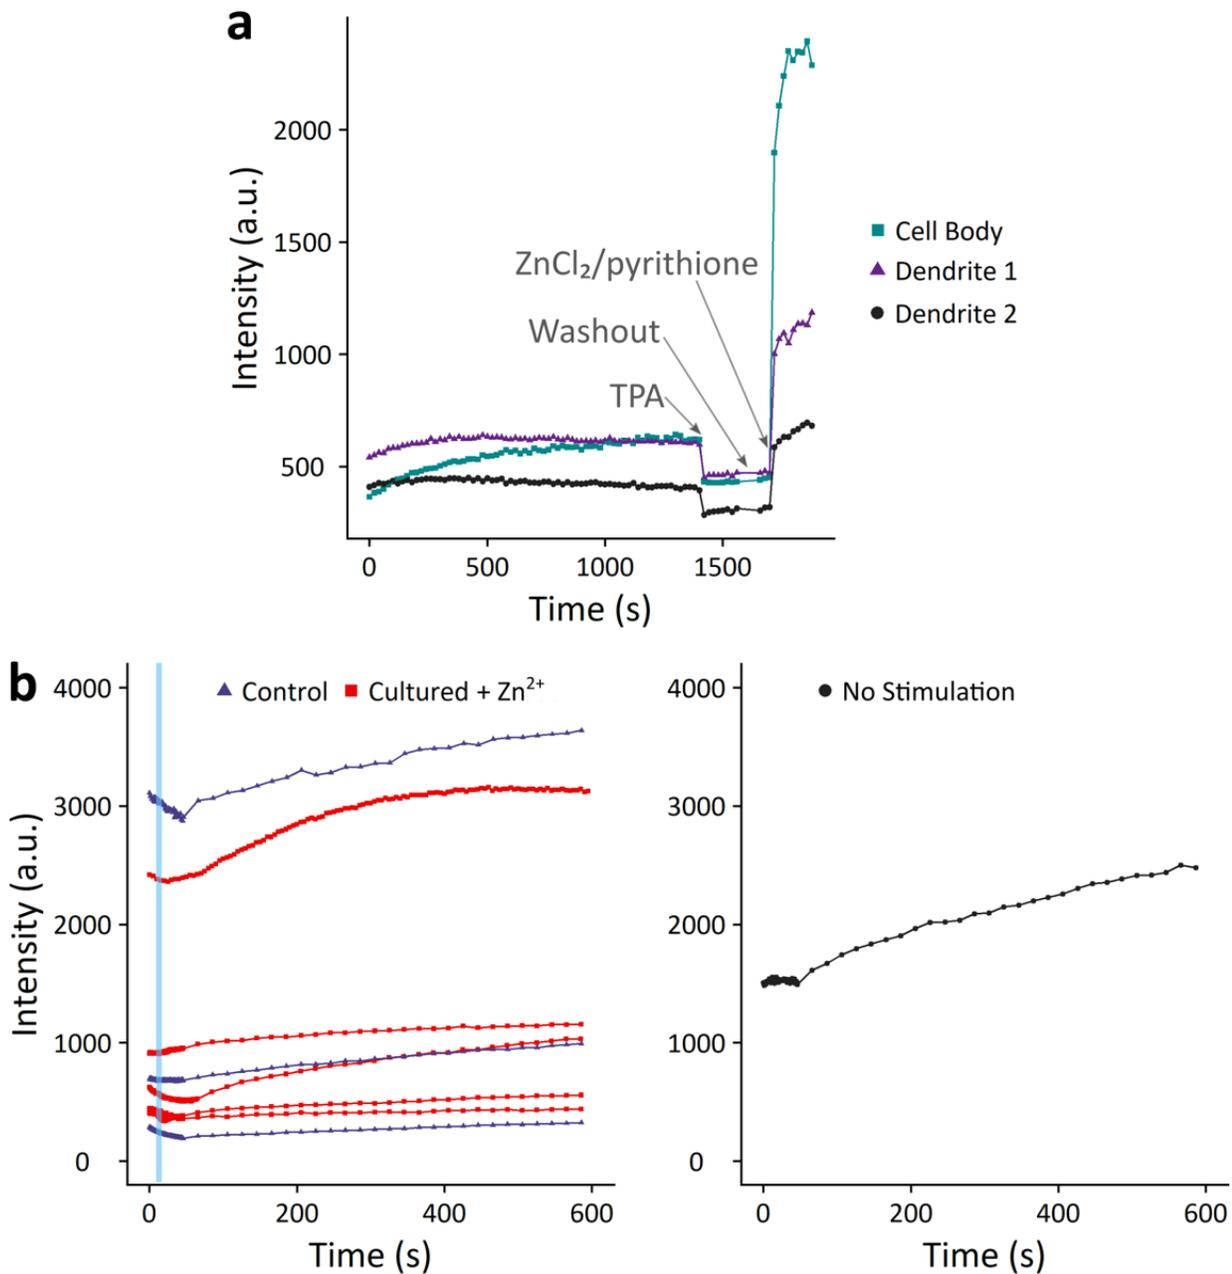 a
Intensity (a.u.)
2000
1500
1000
500
0
500
1000
1500
Time (s)
ZnCl₂/pyrithione
Washout
TPA
Cell Body
Dendrite 1
Dendrite 2
b
Intensity (a.u.)
4000
3000
2000
1000
0
Control
Cultured + Zn²⁺
0
200
400
600
Time (s)
4000
3000
2000
1000
0
No Stimulation
0
200
400
600
Time (s)